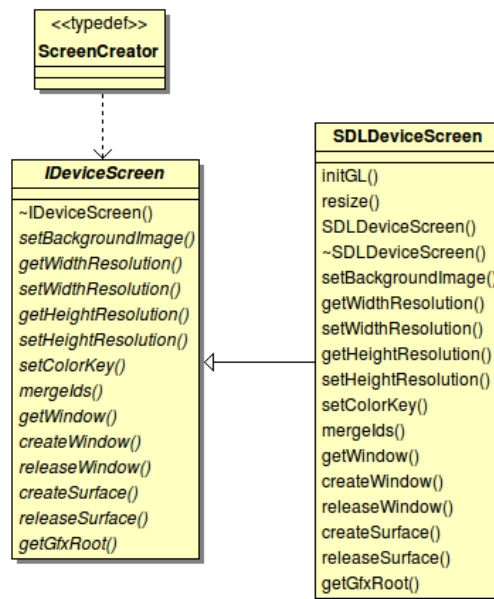 <<typedef>>
ScreenCreator
IDeviceScreen
~IDeviceScreen()
setBackgroundImage()
getWidthResolution()
setWidthResolution()
getHeightResolution()
setHeightResolution()
setColorKey()
mergeIds()
getWindow()
createWindow()
releaseWindow()
createSurface()
releaseSurface()
getGfxRoot()
SDLDeviceScreen
initGL()
resize()
SDLDeviceScreen()
~SDLDeviceScreen()
setBackgroundImage()
getWidthResolution()
setWidthResolution()
getHeightResolution()
setHeightResolution()
setColorKey()
mergeIds()
getWindow()
createWindow()
releaseWindow()
createSurface()
releaseSurface()
getGfxRoot()